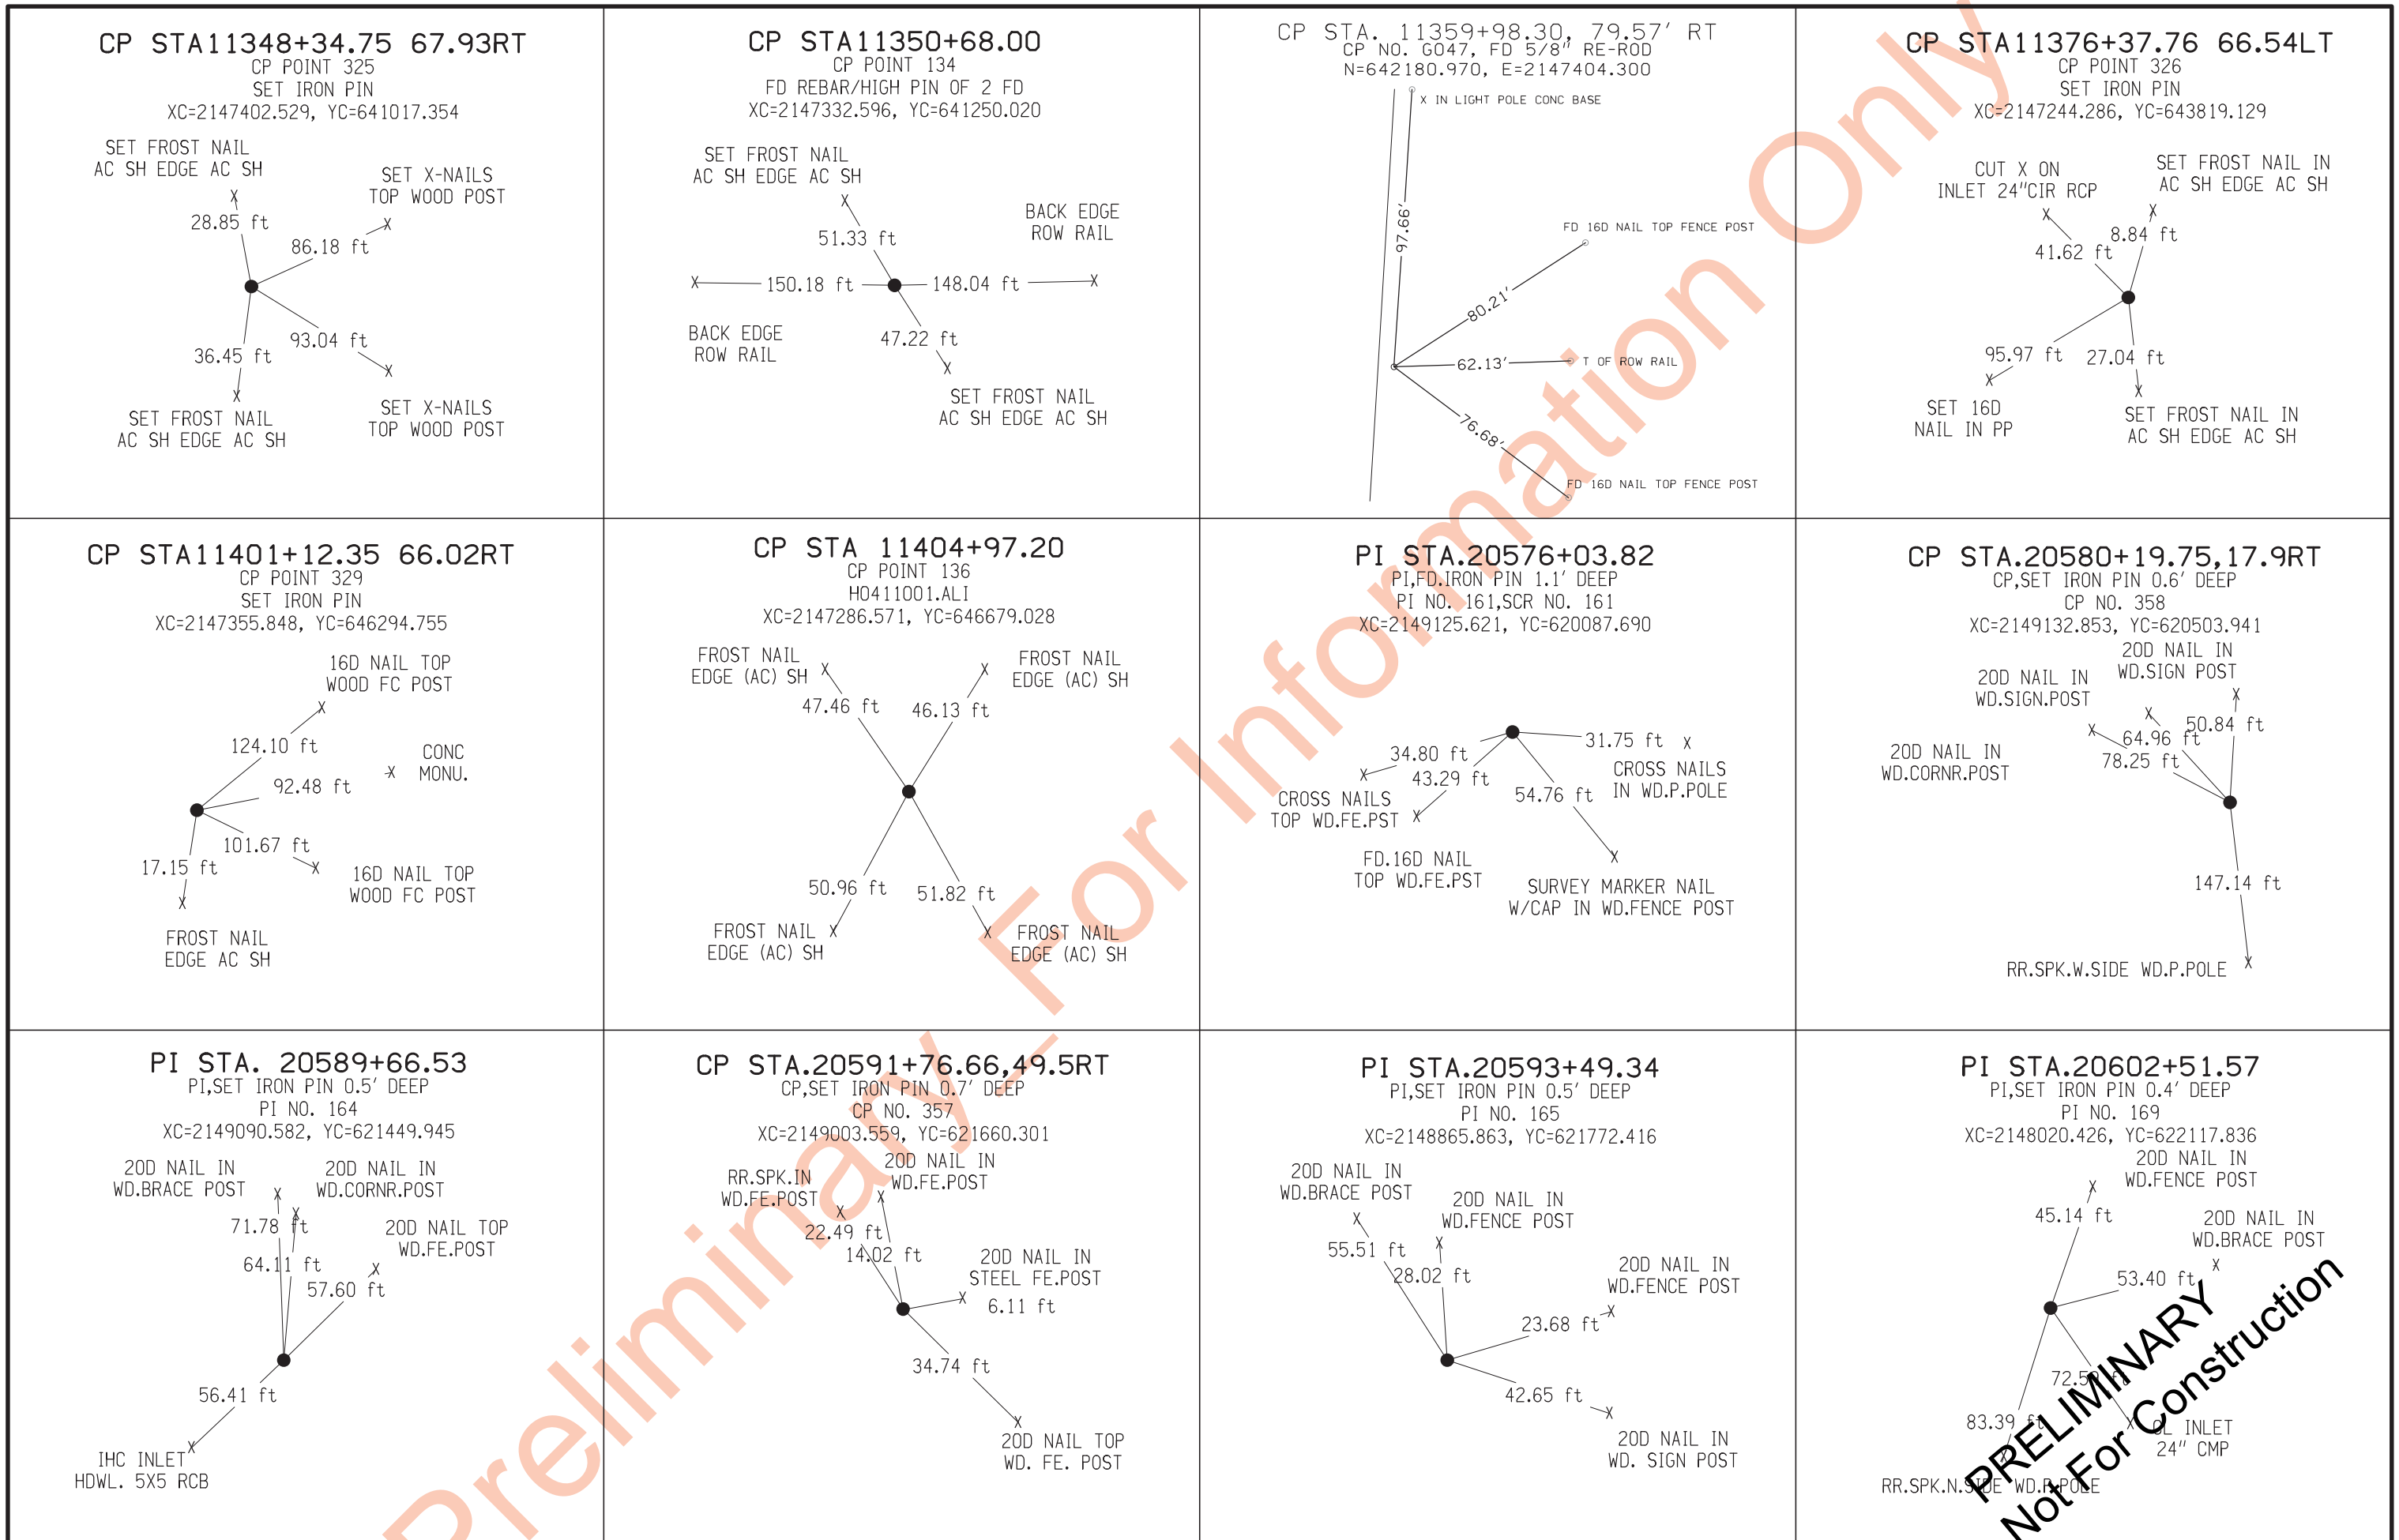 CP STA11348+34.75 67.93RT
CP POINT 325
SET IRON PIN
XC=2147402.529, YC=641017.354
SET FROST NAIL
AC SH EDGE AC SH
SET X-NAILS
TOP WOOD POST
28.85 ft
86.18 ft
93.04 ft
36.45 ft
SET FROST NAIL
AC SH EDGE AC SH
SET X-NAILS
TOP WOOD POST
CP STA11350+68.00
CP POINT 134
FD REBAR/HIGH PIN OF 2 FD
XC=2147332.596, YC=641250.020
SET FROST NAIL
AC SH EDGE AC SH
BACK EDGE
ROW RAIL
51.33 ft
150.18 ft
148.04 ft
BACK EDGE
ROW RAIL
47.22 ft
SET FROST NAIL
AC SH EDGE AC SH
CP STA. 11359+98.30, 79.57' RT
CP NO. G047, FD 5/8" RE-ROD
N=642180.970, E=2147404.300
X IN LIGHT POLE CONC BASE
97.66'
FD 16D NAIL TOP FENCE POST
80.21'
62.13'
T OF ROW RAIL
76.68'
FD 16D NAIL TOP FENCE POST
CP STA11376+37.76 66.54LT
CP POINT 326
SET IRON PIN
XC=2147244.286, YC=643819.129
CUT X ON
INLET 24"CIR RCP
SET FROST NAIL IN
AC SH EDGE AC SH
8.84 ft
41.62 ft
95.97 ft
27.04 ft
SET 16D
NAIL IN PP
SET FROST NAIL IN
AC SH EDGE AC SH
CP STA11401+12.35 66.02RT
CP POINT 329
SET IRON PIN
XC=2147355.848, YC=646294.755
16D NAIL TOP
WOOD FC POST
124.10 ft
CONC
MONU.
92.48 ft
101.67 ft
17.15 ft
16D NAIL TOP
WOOD FC POST
FROST NAIL
EDGE AC SH
CP STA 11404+97.20
CP POINT 136
H0411001.ALI
XC=2147286.571, YC=646679.028
FROST NAIL
EDGE (AC) SH
FROST NAIL
EDGE (AC) SH
47.46 ft
46.13 ft
50.96 ft
51.82 ft
FROST NAIL
EDGE (AC) SH
FROST NAIL
EDGE (AC) SH
PI STA.20576+03.82
PI,FD.IRON PIN 1.1' DEEP
PI NO. 161,SCR NO. 161
XC=2149125.621, YC=620087.690
34.80 ft
31.75 ft
43.29 ft
54.76 ft
CROSS NAILS
IN WD.P.POLE
CROSS NAILS
TOP WD.FE.PST
FD.16D NAIL
TOP WD.FE.PST
SURVEY MARKER NAIL
W/CAP IN WD.FENCE POST
CP STA.20580+19.75,17.9RT
CP,SET IRON PIN 0.6' DEEP
CP NO. 358
XC=2149132.853, YC=620503.941
20D NAIL IN
WD.SIGN POST
20D NAIL IN
WD.SIGN.POST
50.84 ft
64.96 ft
78.25 ft
20D NAIL IN
WD.CORNR.POST
147.14 ft
RR.SPK.W.SIDE WD.P.POLE
PI STA. 20589+66.53
PI,SET IRON PIN 0.5' DEEP
PI NO. 164
XC=2149090.582, YC=621449.945
20D NAIL IN
WD.BRACE POST
20D NAIL IN
WD.CORNR.POST
71.78 ft
64.11 ft
20D NAIL TOP
WD.FE.POST
57.60 ft
56.41 ft
IHC INLET
HDWL. 5X5 RCB
CP STA.20591+76.66,49.5RT
CP,SET IRON PIN 0.7' DEEP
CP NO. 357
XC=2149003.559, YC=621660.301
RR.SPK.IN
WD.FE.POST
20D NAIL IN
WD.FE.POST
22.49 ft
14.02 ft
20D NAIL IN
STEEL FE.POST
6.11 ft
34.74 ft
20D NAIL TOP
WD. FE. POST
PI STA.20593+49.34
PI,SET IRON PIN 0.5' DEEP
PI NO. 165
XC=2148865.863, YC=621772.416
20D NAIL IN
WD.BRACE POST
20D NAIL IN
WD.FENCE POST
55.51 ft
28.02 ft
20D NAIL IN
WD.FENCE POST
23.68 ft
42.65 ft
20D NAIL IN
WD. SIGN POST
PI STA.20602+51.57
PI,SET IRON PIN 0.4' DEEP
PI NO. 169
XC=2148020.426, YC=622117.836
20D NAIL IN
WD.FENCE POST
45.14 ft
20D NAIL IN
WD.BRACE POST
53.40 ft
83.39 ft
INLET
24" CMP
RR.SPK.N.SIDE WD.P.POLE
PRELIMINARY
Not For Construction
Preliminary_For Information Only